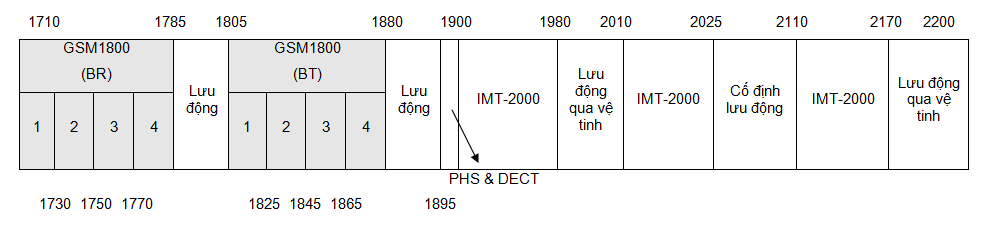 1710 1785 1805 1880 1900 1980 2010 2025 2110 2170 2200
GSM1800
(BR)
1 2 3 4
Lưu
động
GSM1800
(BT)
1 2 3 4
Lưu
động
IMT-2000
Lưu
động
qua vệ
tinh
IMT-2000
Cố định
lưu động
IMT-2000
Lưu động
qua vệ
tinh
PHS & DECT
1730 1750 1770 1825 1845 1865 1895